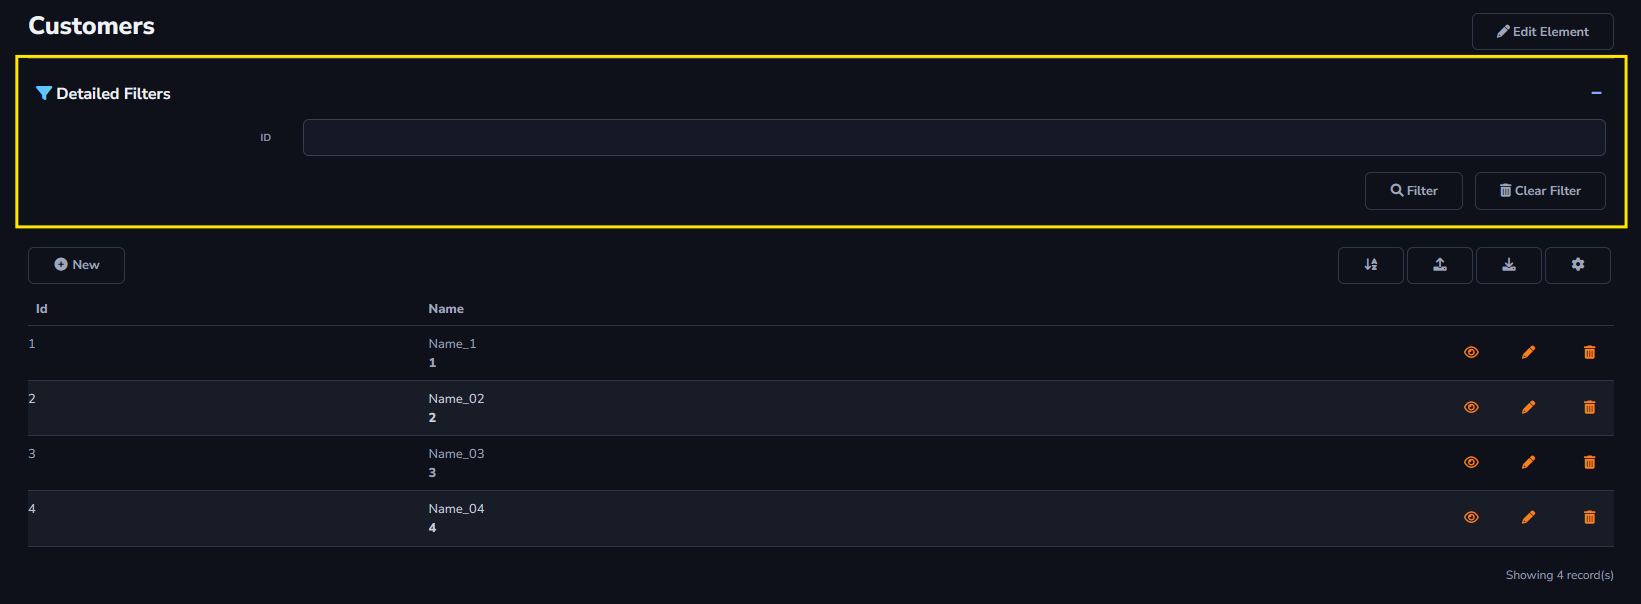 Customers
Edit Element
Detailed Filters
ID
Filter Clear Filter
New
Id Name
1 Name_1
1
2 Name_02
2
3 Name_03
3
4 Name_04
4
Showing 4 record(s)